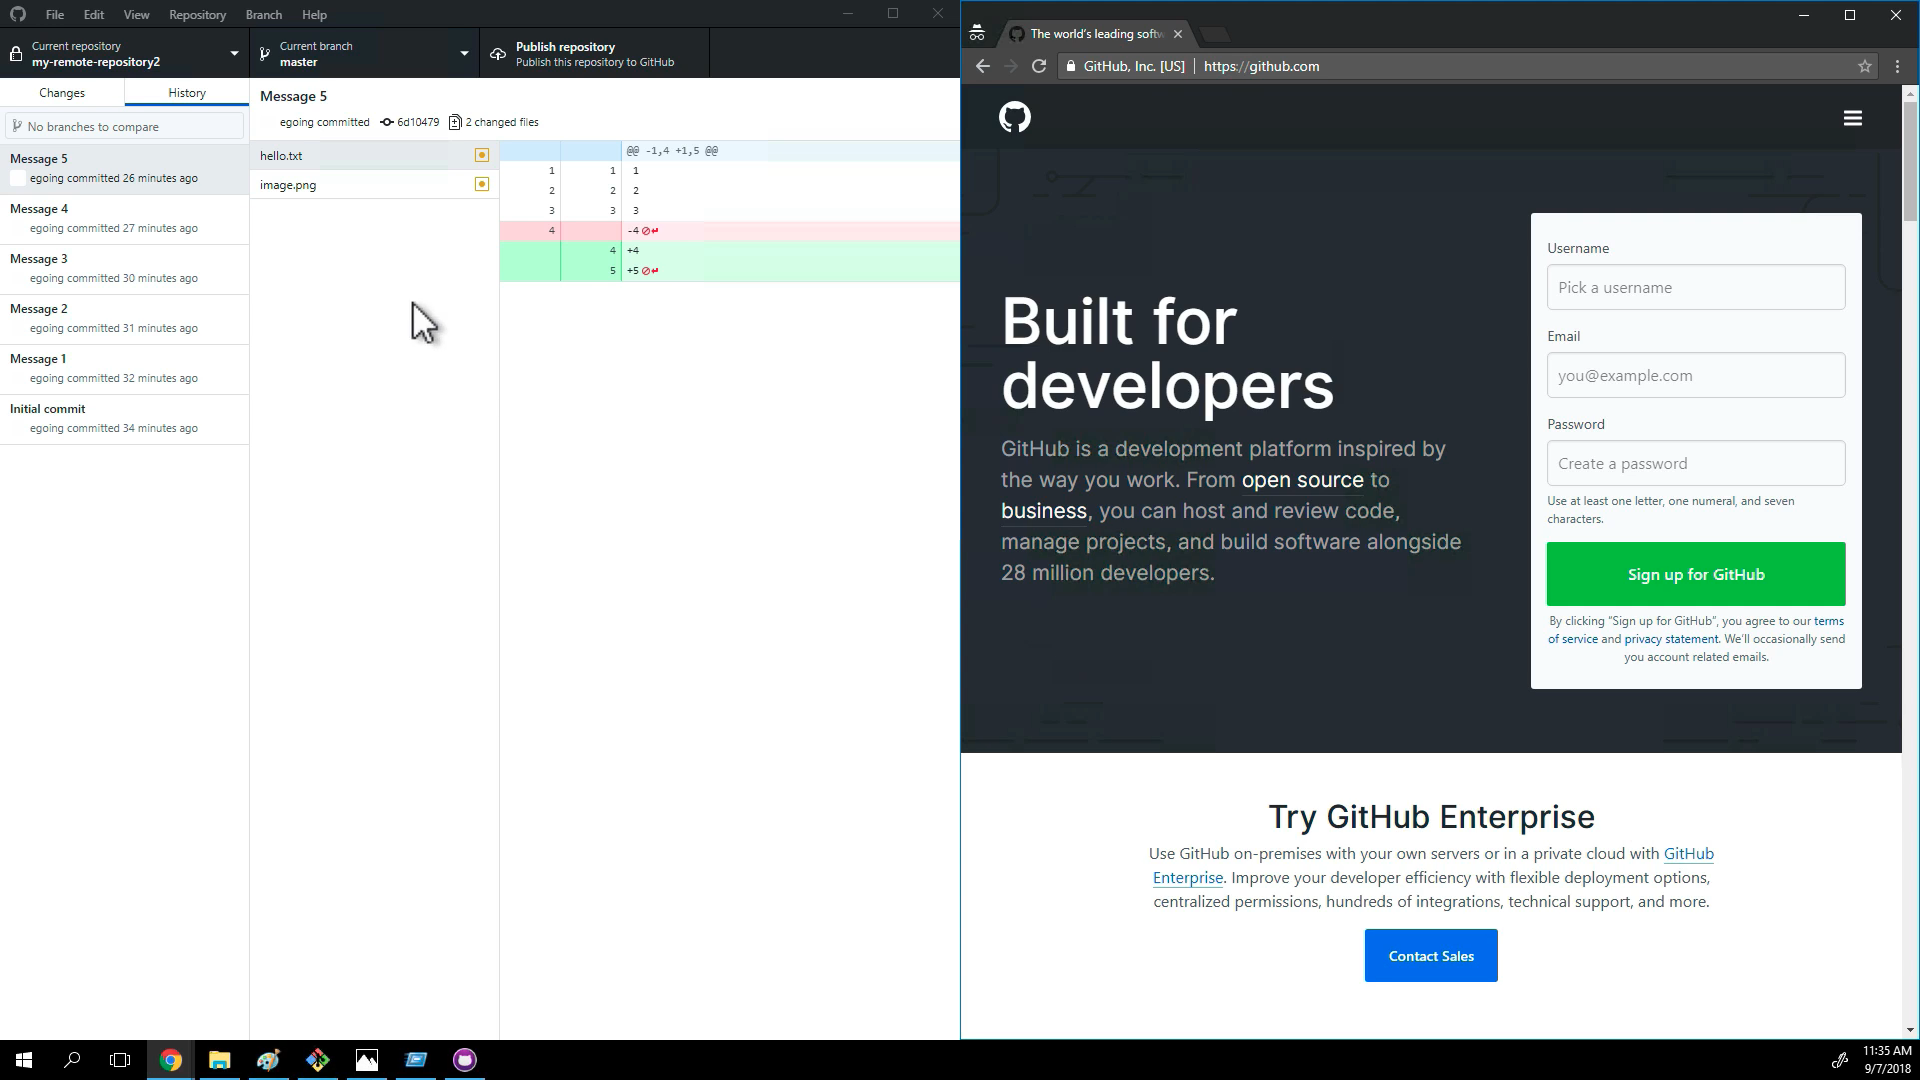 File Edit View Repository Branch Help
Current repository
my-remote-repository2
Current branch
master
Publish repository
Publish this repository to GitHub
Changes History
No branches to compare
Message 5
egoing committed 26 minutes ago
Message 4
egoing committed 27 minutes ago
Message 3
egoing committed 30 minutes ago
Message 2
egoing committed 31 minutes ago
Message 1
egoing committed 32 minutes ago
Initial commit
egoing committed 34 minutes ago
Message 5
egoing committed 6d10479 2 changed files
hello.txt
image.png
@@ -1,4 +1,5 @@
1 1 1
2 2 2
3 3 3
4 -4
4 +4
5 +5
The world's leading softw
GitHub, Inc. [US] https://github.com
Built for
developers
GitHub is a development platform inspired by
the way you work. From open source to
business, you can host and review code,
manage projects, and build software alongside
28 million developers.
Username
Pick a username
Email
you@example.com
Password
Create a password
Use at least one letter, one numeral, and seven
characters.
Sign up for GitHub
By clicking “Sign up for GitHub”, you agree to our terms
of service and privacy statement. We’ll occasionally send
you account related emails.
Try GitHub Enterprise
Use GitHub on-premises with your own servers or in a private cloud with GitHub
Enterprise. Improve your developer efficiency with flexible deployment options,
centralized permissions, hundreds of integrations, technical support, and more.
Contact Sales
11:35 AM
9/7/2018